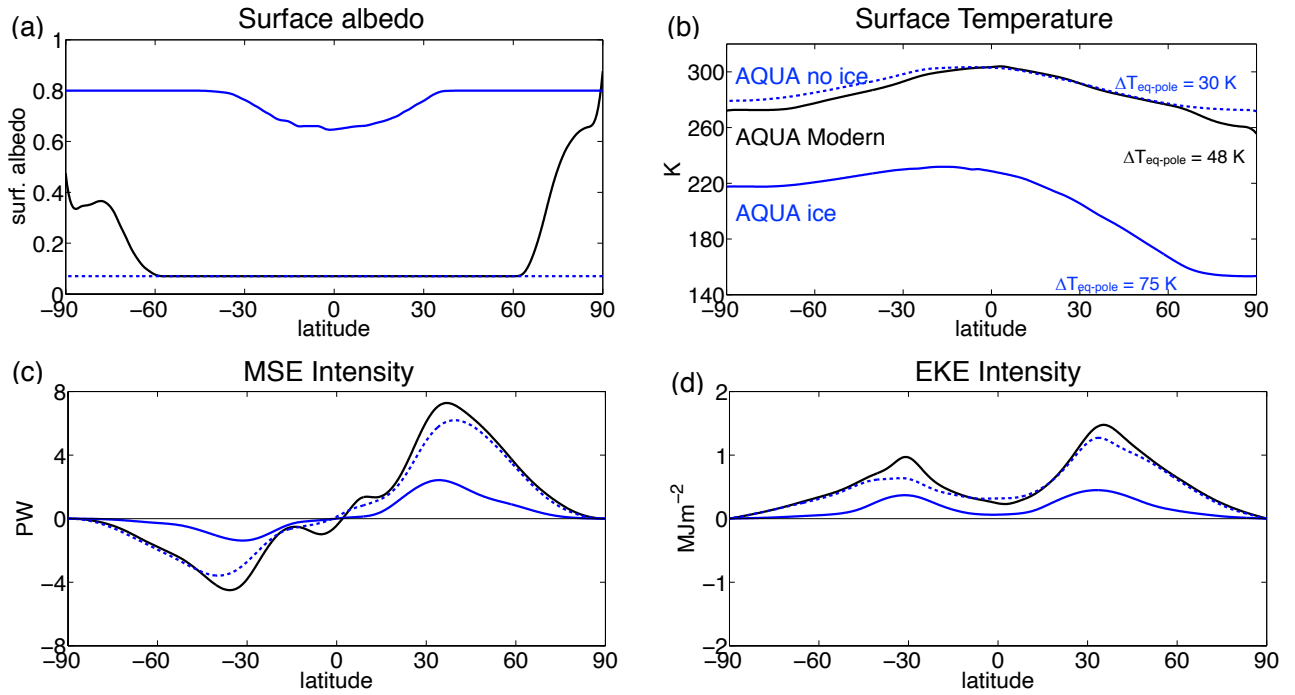 (a) Surface albedo
1
0.8
0.6
0.4
0.2
0
surf. albedo
−90 −60 −30 0 30 60 90
latitude
(b) Surface Temperature
300
260
220
180
140
K
AQUA no ice
ΔTeq-pole = 30 K
AQUA Modern
ΔTeq-pole = 48 K
AQUA ice
ΔTeq-pole = 75 K
−90 −60 −30 0 30 60 90
latitude
(c) MSE Intensity
8
4
0
−4
−8
PW
−90 −60 −30 0 30 60 90
latitude
(d) EKE Intensity
2
1
0
−1
−2
MJm−2
−90 −60 −30 0 30 60 90
latitude